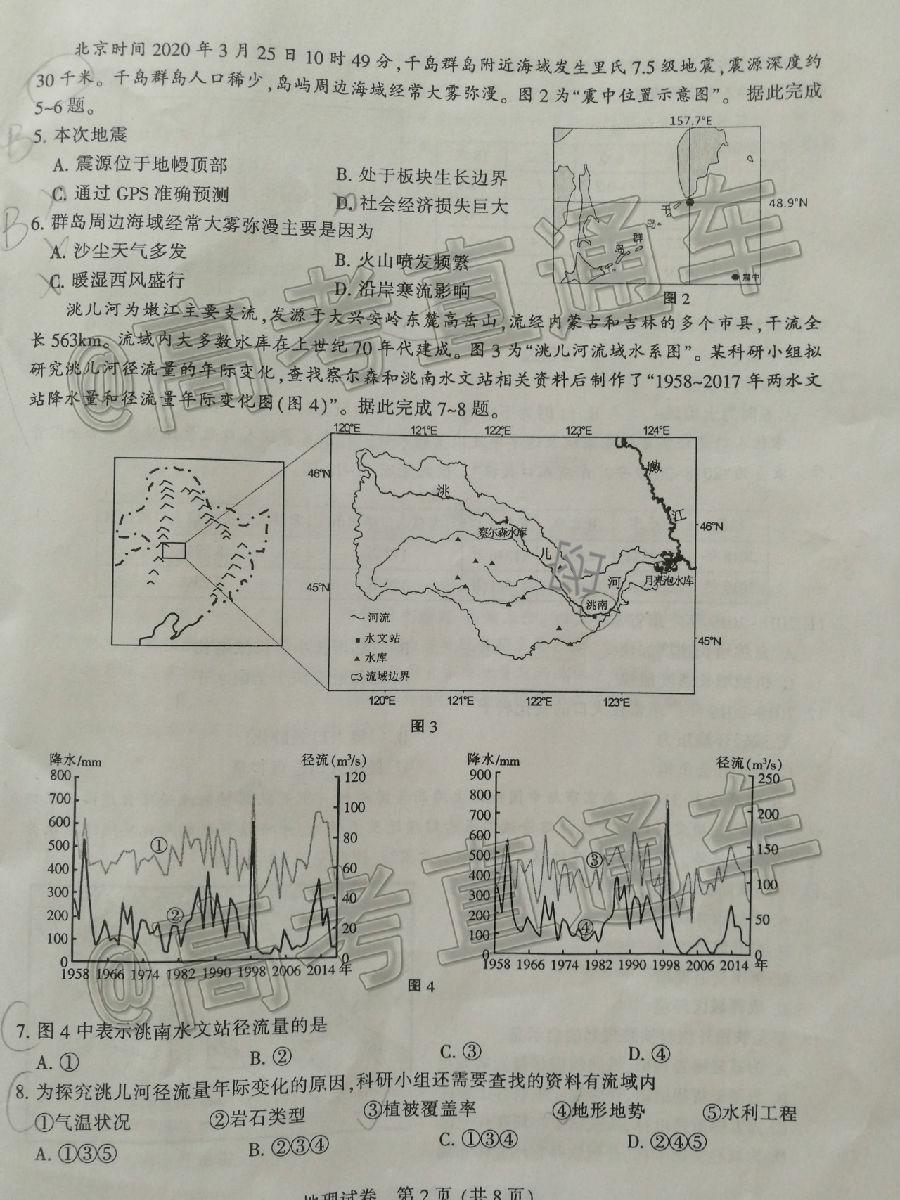 北京时间 2020 年 3 月 25 日 10 时 49 分,千岛群岛附近海域发生里氏 7.5 级地震,震源深度约
30 千米。千岛群岛人口稀少,岛屿周边海域经常大雾弥漫。图 2 为“震中位置示意图”。 据此完成
5~6 题。
5. 本次地震
A. 震源位于地幔顶部
B. 处于板块生长边界
C. 通过 GPS 准确预测
D. 社会经济损失巨大
6. 群岛周边海域经常大雾弥漫主要是因为
A. 沙尘天气多发
B. 火山喷发频繁
C. 暖湿西风盛行
D. 沿岸寒流影响
157.7°E
48.9°N
千
岛
群
岛
震中
图 2
洮儿河为嫩江主要支流,发源于大兴安岭东麓高岳山,流经内蒙古和吉林的多个市县,干流全
长 563km。流域内大多数水库在上世纪 70 年代建成。图 3 为“洮儿河流域水系图”。某科研小组拟
研究洮儿河径流量的年际变化,查找察尔森和洮南水文站相关资料后制作了“1958~2017 年两水文
站降水量和径流量年际变化图(图 4)”。据此完成 7~8 题。
120°E 121°E 122°E 123°E 124°E
46°N
45°N
46°N
45°N
洮
儿
河
嫩
江
察尔森水库
月亮泡水库
洮南
河流
水文站
水库
流域边界
120°E 121°E 122°E 123°E
图 3
降水/mm 径流(m³/s)
800
700
600
500
400
300
200
100
0
120
100
80
60
40
20
0
①
②
1958 1966 1974 1982 1990 1998 2006 2014 年
降水/mm 径流(m³/s)
900
800
700
600
500
400
300
200
100
0
250
200
150
100
50
0
③
④
1958 1966 1974 1982 1990 1998 2006 2014 年
图 4
7. 图 4 中表示洮南水文站径流量的是
A. ① B. ② C. ③ D. ④
8. 为探究洮儿河径流量年际变化的原因,科研小组还需要查找的资料有流域内
①气温状况 ②岩石类型 ③植被覆盖率 ④地形地势 ⑤水利工程
A. ①③⑤ B. ②③④ C. ①③④ D. ②④⑤
地理试卷 第 2 页 (共 8 页)
@高考直通车
@高考直通车
B
B
C
C